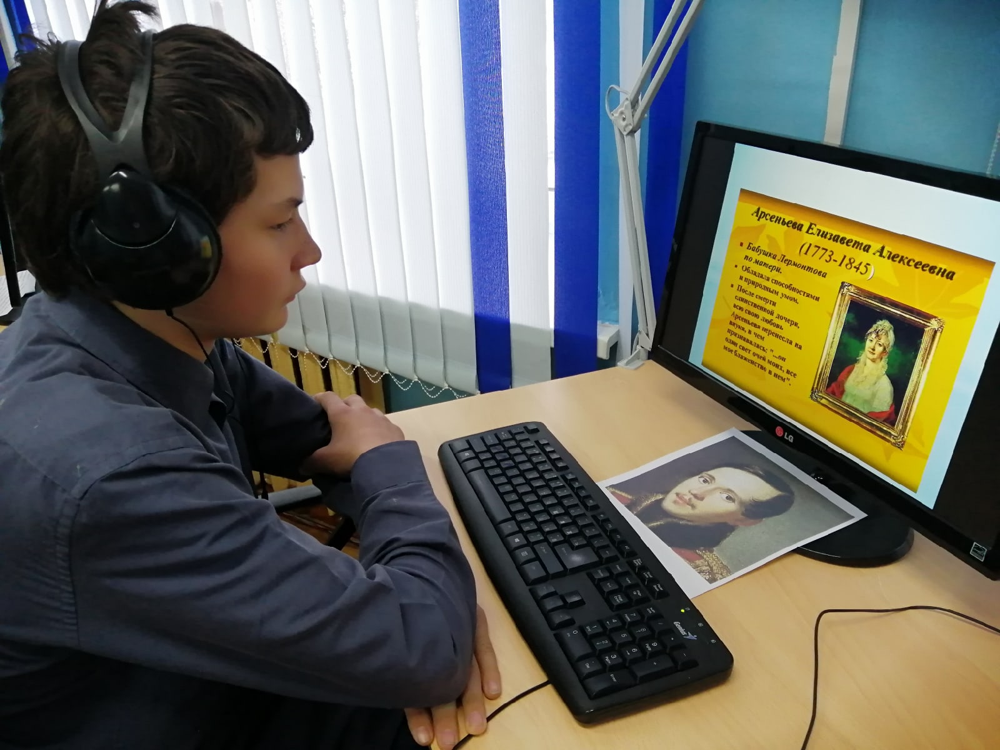 Арсеньева Елизавета Алексеевна
(1773-1845)
Бабушка Лермонтова
по матери.
Обладала способностями
и природным умом.
После смерти
единственной дочери,
всю свою любовь
Арсеньева перенесла на
внука, в чем
признавалась: "...он
один свет очей моих, все
мое блаженство в нем".
LG
Genius